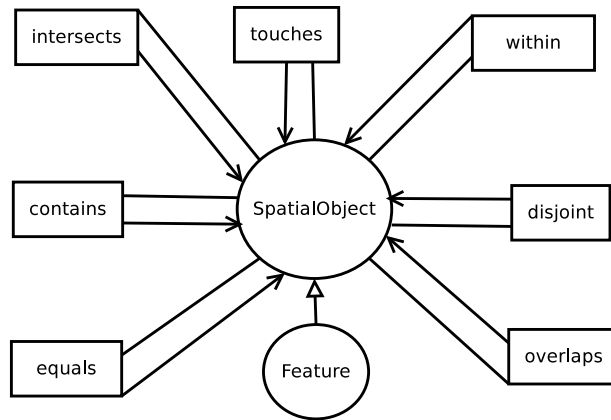 intersects
touches
within
contains
SpatialObject
disjoint
equals
Feature
overlaps